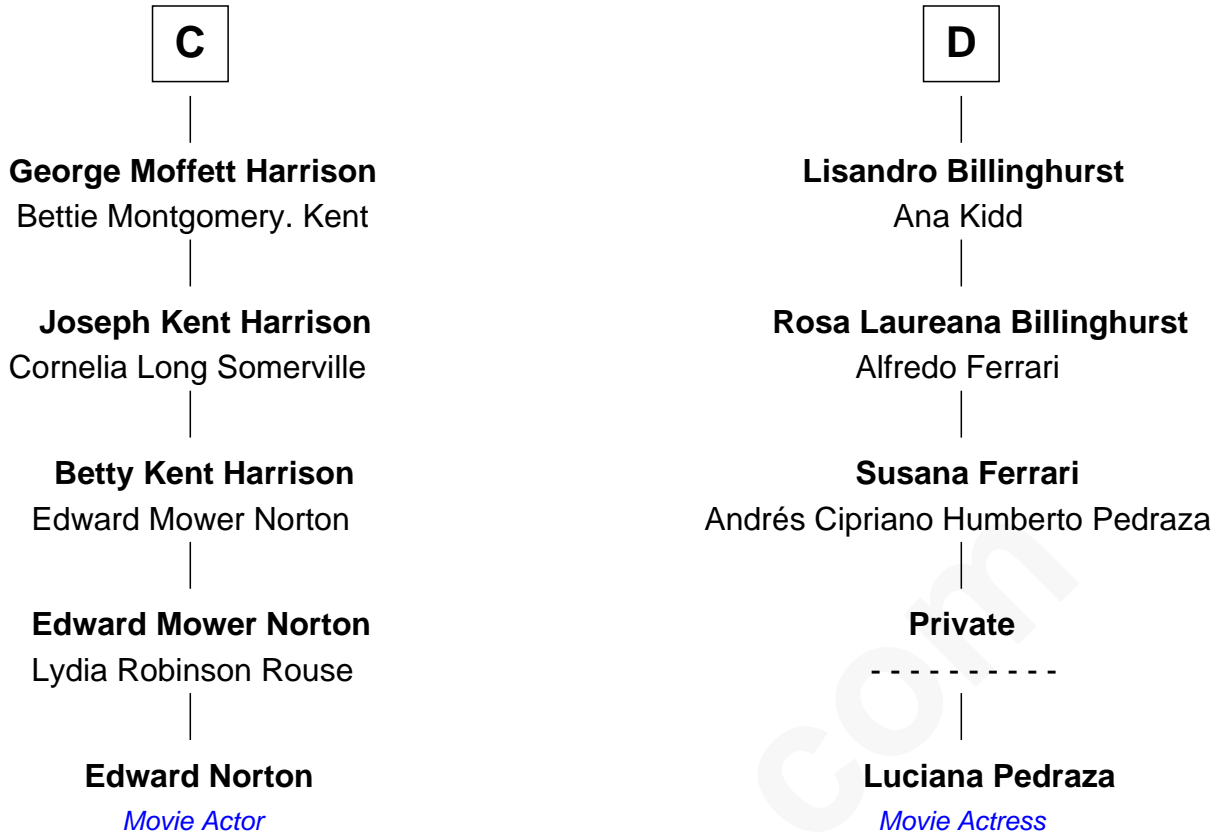 C
George Moffett Harrison
Bettie Montgomery. Kent
Joseph Kent Harrison
Cornelia Long Somerville
Betty Kent Harrison
Edward Mower Norton
Edward Mower Norton
Lydia Robinson Rouse
Edward Norton
Movie Actor
D
Lisandro Billinghurst
Ana Kidd
Rosa Laureana Billinghurst
Alfredo Ferrari
Susana Ferrari
Andrés Cipriano Humberto Pedraza
Private
- - - - - - - - - -
Luciana Pedraza
Movie Actress
com